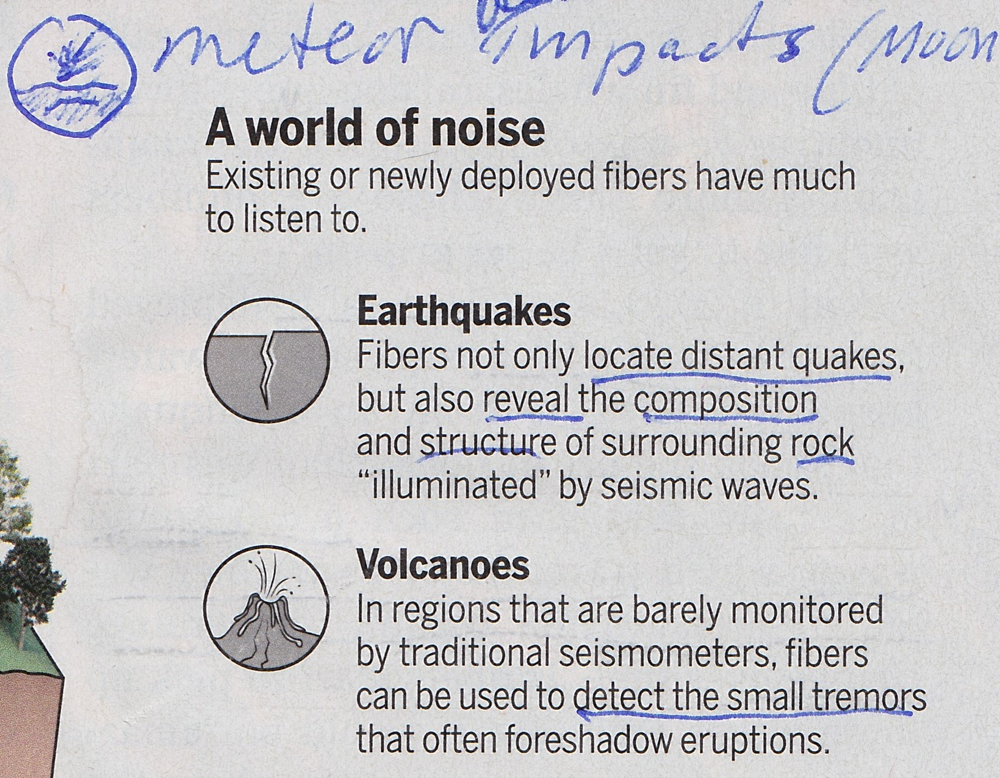 meteor impacts (Moon
A world of noise
Existing or newly deployed fibers have much
to listen to.
Earthquakes
Fibers not only locate distant quakes,
but also reveal the composition
and structure of surrounding rock
“illuminated” by seismic waves.
Volcanoes
In regions that are barely monitored
by traditional seismometers, fibers
can be used to detect the small tremors
that often foreshadow eruptions.